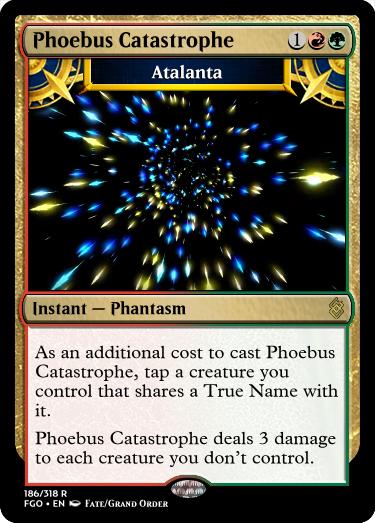 Phoebus Catastrophe 1
Atalanta
Instant — Phantasm
As an additional cost to cast Phoebus
Catastrophe, tap a creature you
control that shares a True Name with
it.
Phoebus Catastrophe deals 3 damage
to each creature you don't control.
186/318 R
FGO • EN Fate/Grand Order